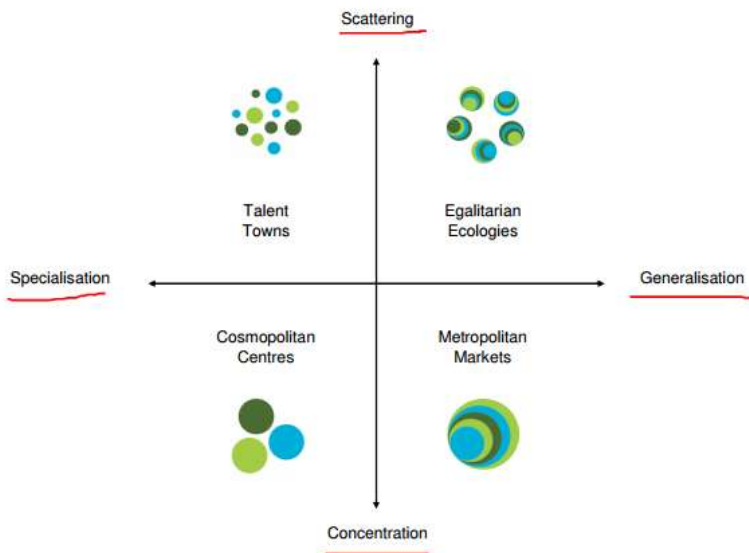 Scattering
Talent
Towns
Egalitarian
Ecologies
Specialisation
Generalisation
Cosmopolitan
Centres
Metropolitan
Markets
Concentration